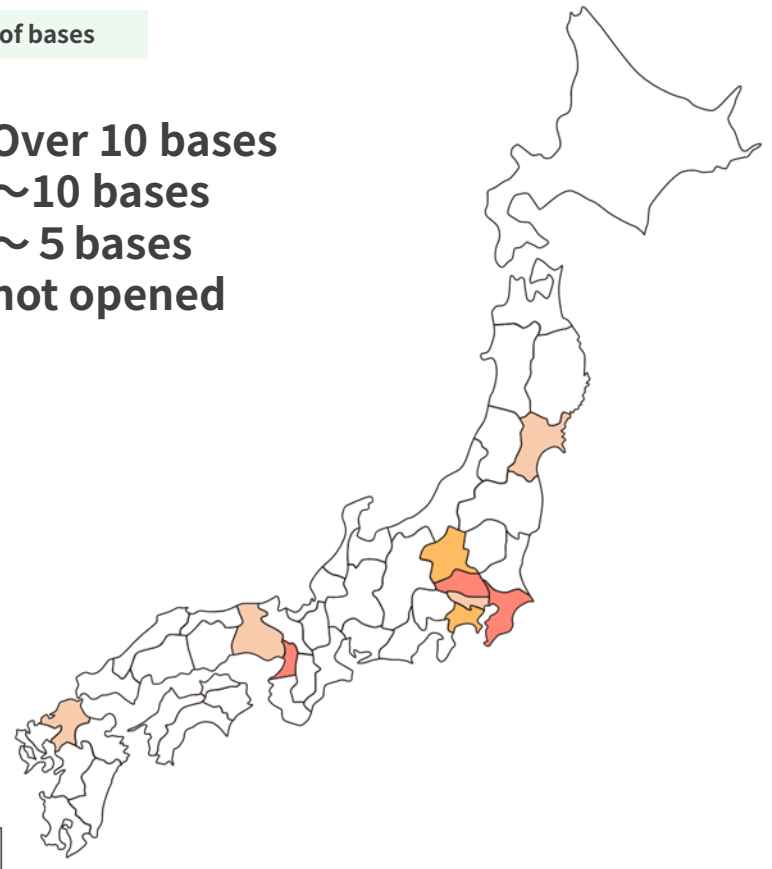 of bases
Over 10 bases
～10 bases
～ 5 bases
not opened